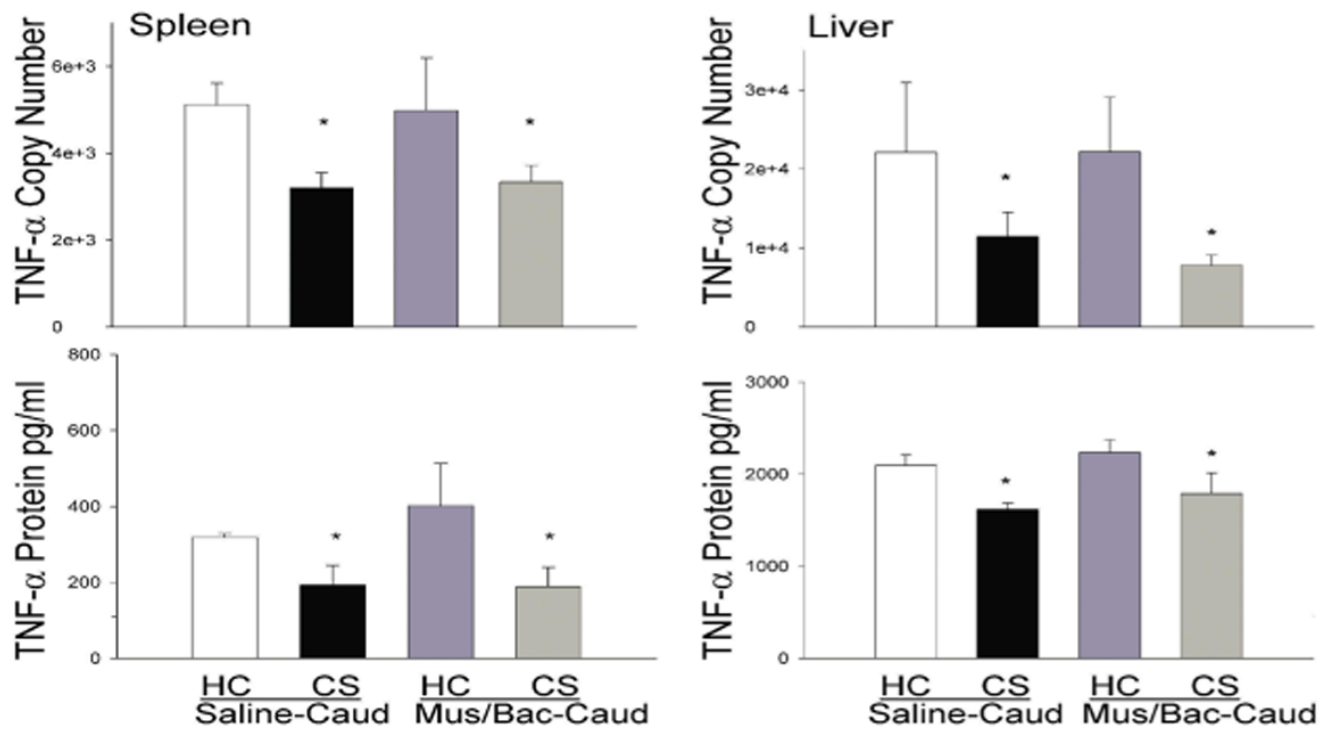 Spleen
TNF-α Copy Number
6e+3
4e+3
2e+3
0
*
*
Liver
TNF-α Copy Number
3e+4
2e+4
1e+4
0
*
*
TNF-α Protein pg/ml
800
600
400
200
0
*
*
HC CS HC CS
Saline-Caud Mus/Bac-Caud
TNF-α Protein pg/ml
3000
2000
1000
0
*
*
HC CS HC CS
Saline-Caud Mus/Bac-Caud